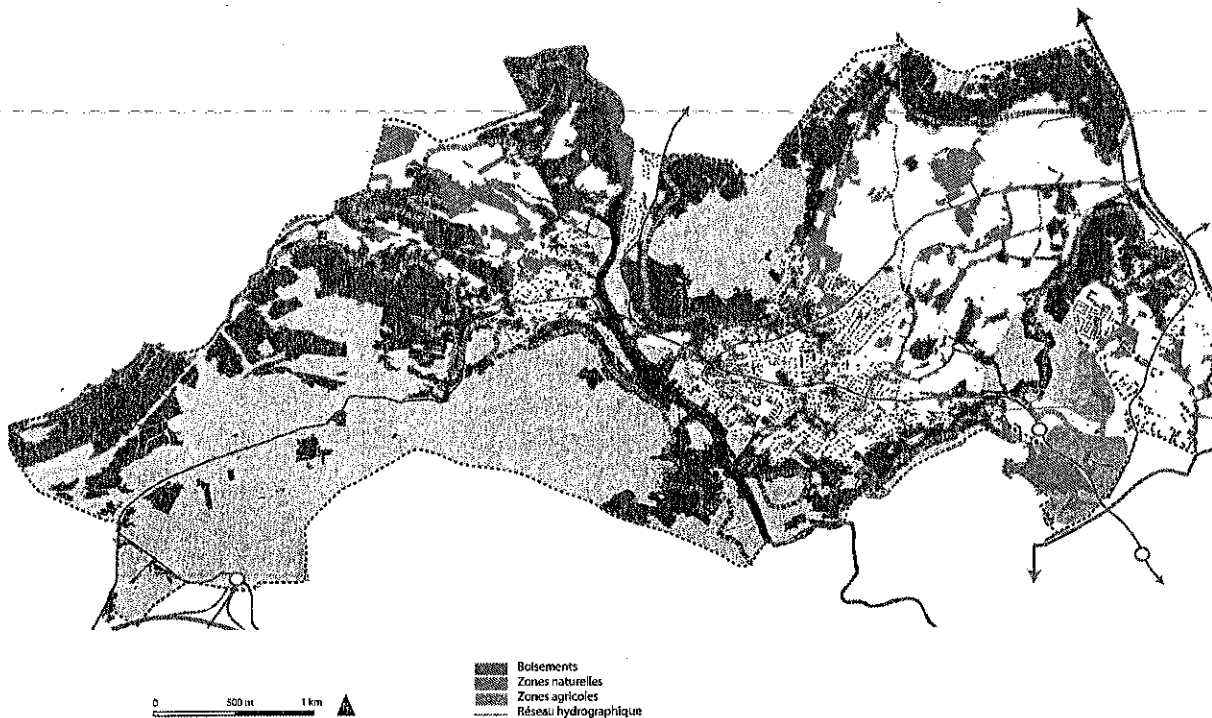 Boisements
Zones naturelles
Zones agricoles
Réseau hydrographique
0 500 m 1 km